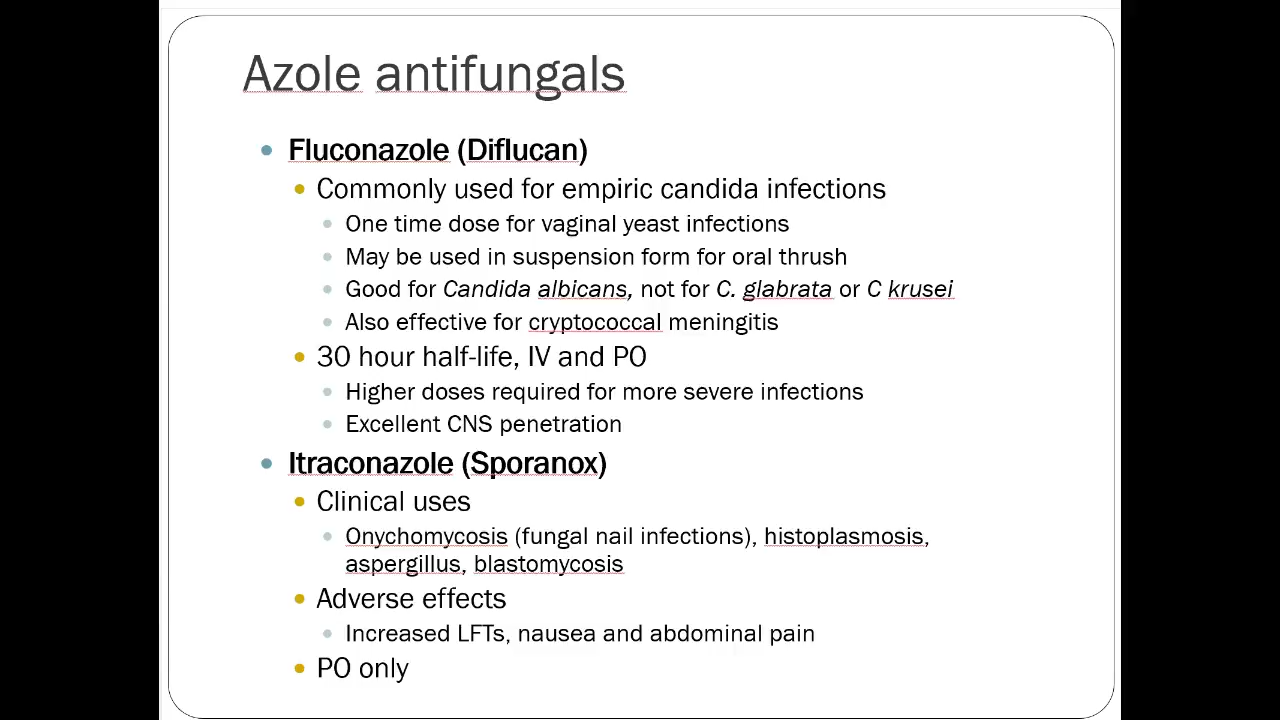 Azole antifungals
Fluconazole (Diflucan)
Commonly used for empiric candida infections
One time dose for vaginal yeast infections
May be used in suspension form for oral thrush
Good for Candida albicans, not for C. glabrata or C krusei
Also effective for cryptococcal meningitis
30 hour half-life, IV and PO
Higher doses required for more severe infections
Excellent CNS penetration
Itraconazole (Sporanox)
Clinical uses
Onychomycosis (fungal nail infections), histoplasmosis,
aspergillus, blastomycosis
Adverse effects
Increased LFTs, nausea and abdominal pain
PO only